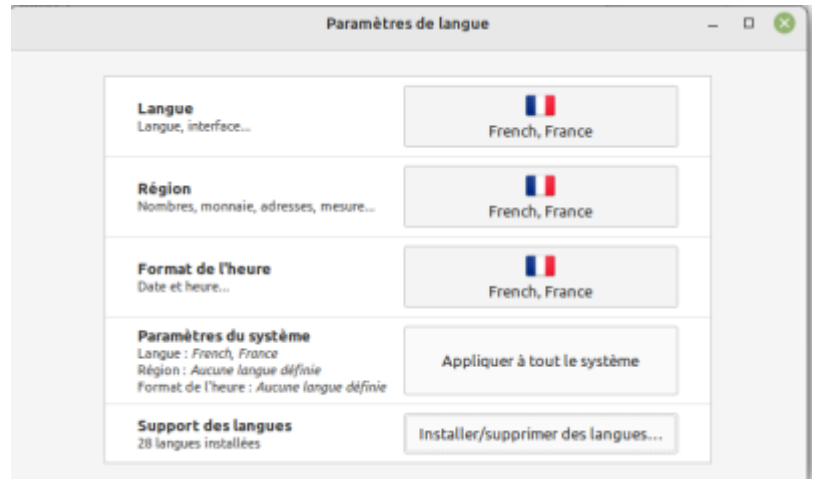 Paramètres de langue
Langue
Langue, interface...
French, France
Région
Nombres, monnaie, adresses, mesure...
French, France
Format de l'heure
Date et heure...
French, France
Paramètres du système
Langue : French, France
Région : Aucune langue définie
Format de l'heure : Aucune langue définie
Appliquer à tout le système
Support des langues
28 langues installées
Installer/supprimer des langues...